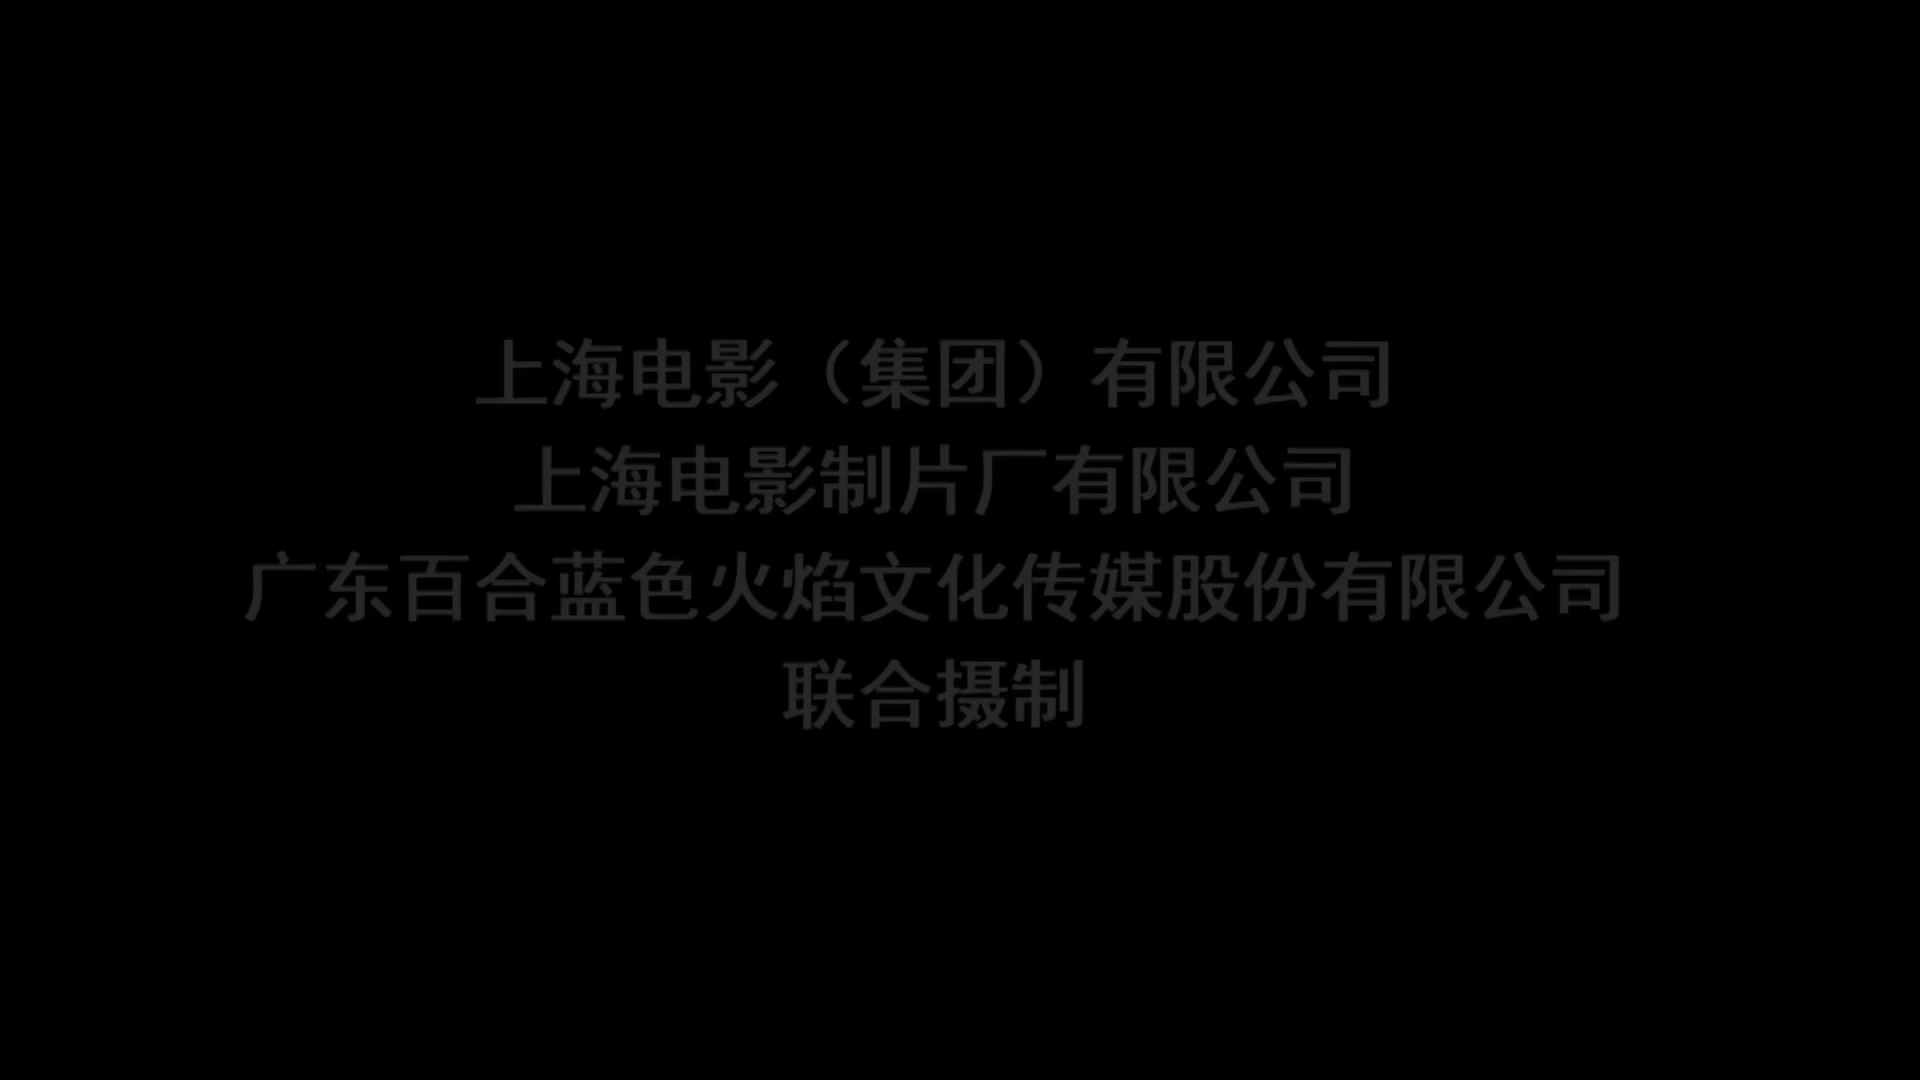 上海电影（集团）有限公司
上海电影制片厂有限公司
广东百合蓝色火焰文化传媒股份有限公司
联合摄制